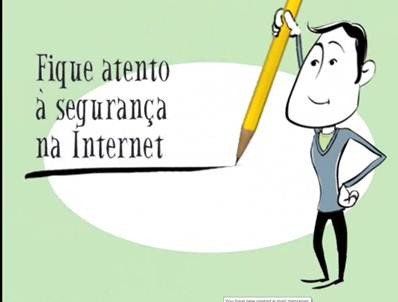 Fique atento
à segurança
na Internet